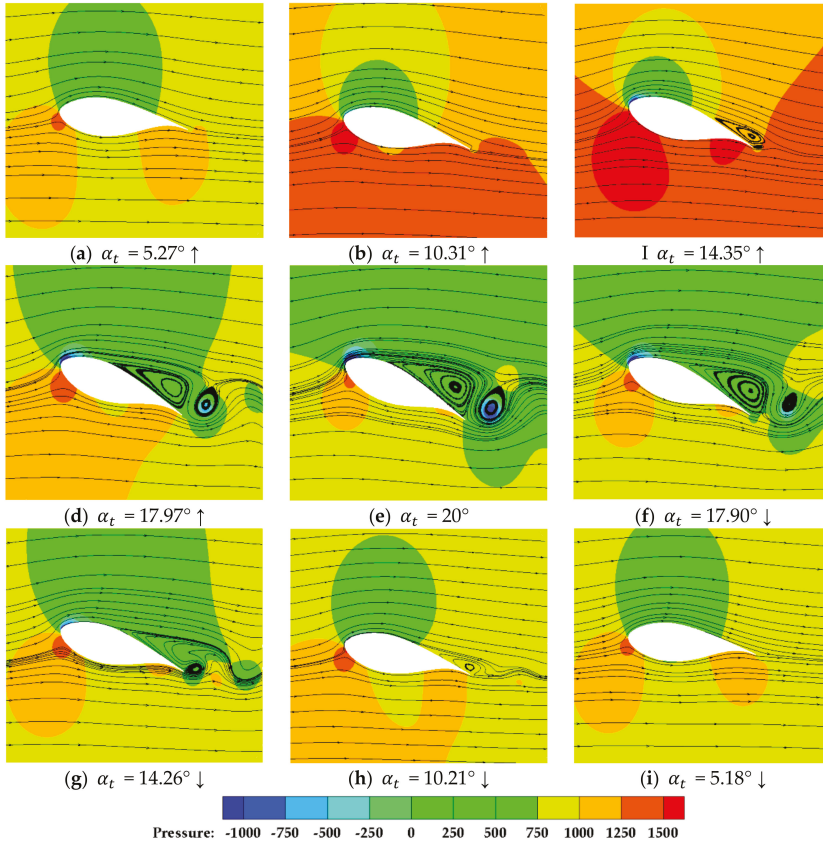 (a) αₜ = 5.27° ↑
(b) αₜ = 10.31° ↑
I αₜ = 14.35° ↑
(d) αₜ = 17.97° ↑
(e) αₜ = 20°
(f) αₜ = 17.90° ↓
(g) αₜ = 14.26° ↓
(h) αₜ = 10.21° ↓
(i) αₜ = 5.18° ↓
Pressure: -1000 -750 -500 -250 0 250 500 750 1000 1250 1500